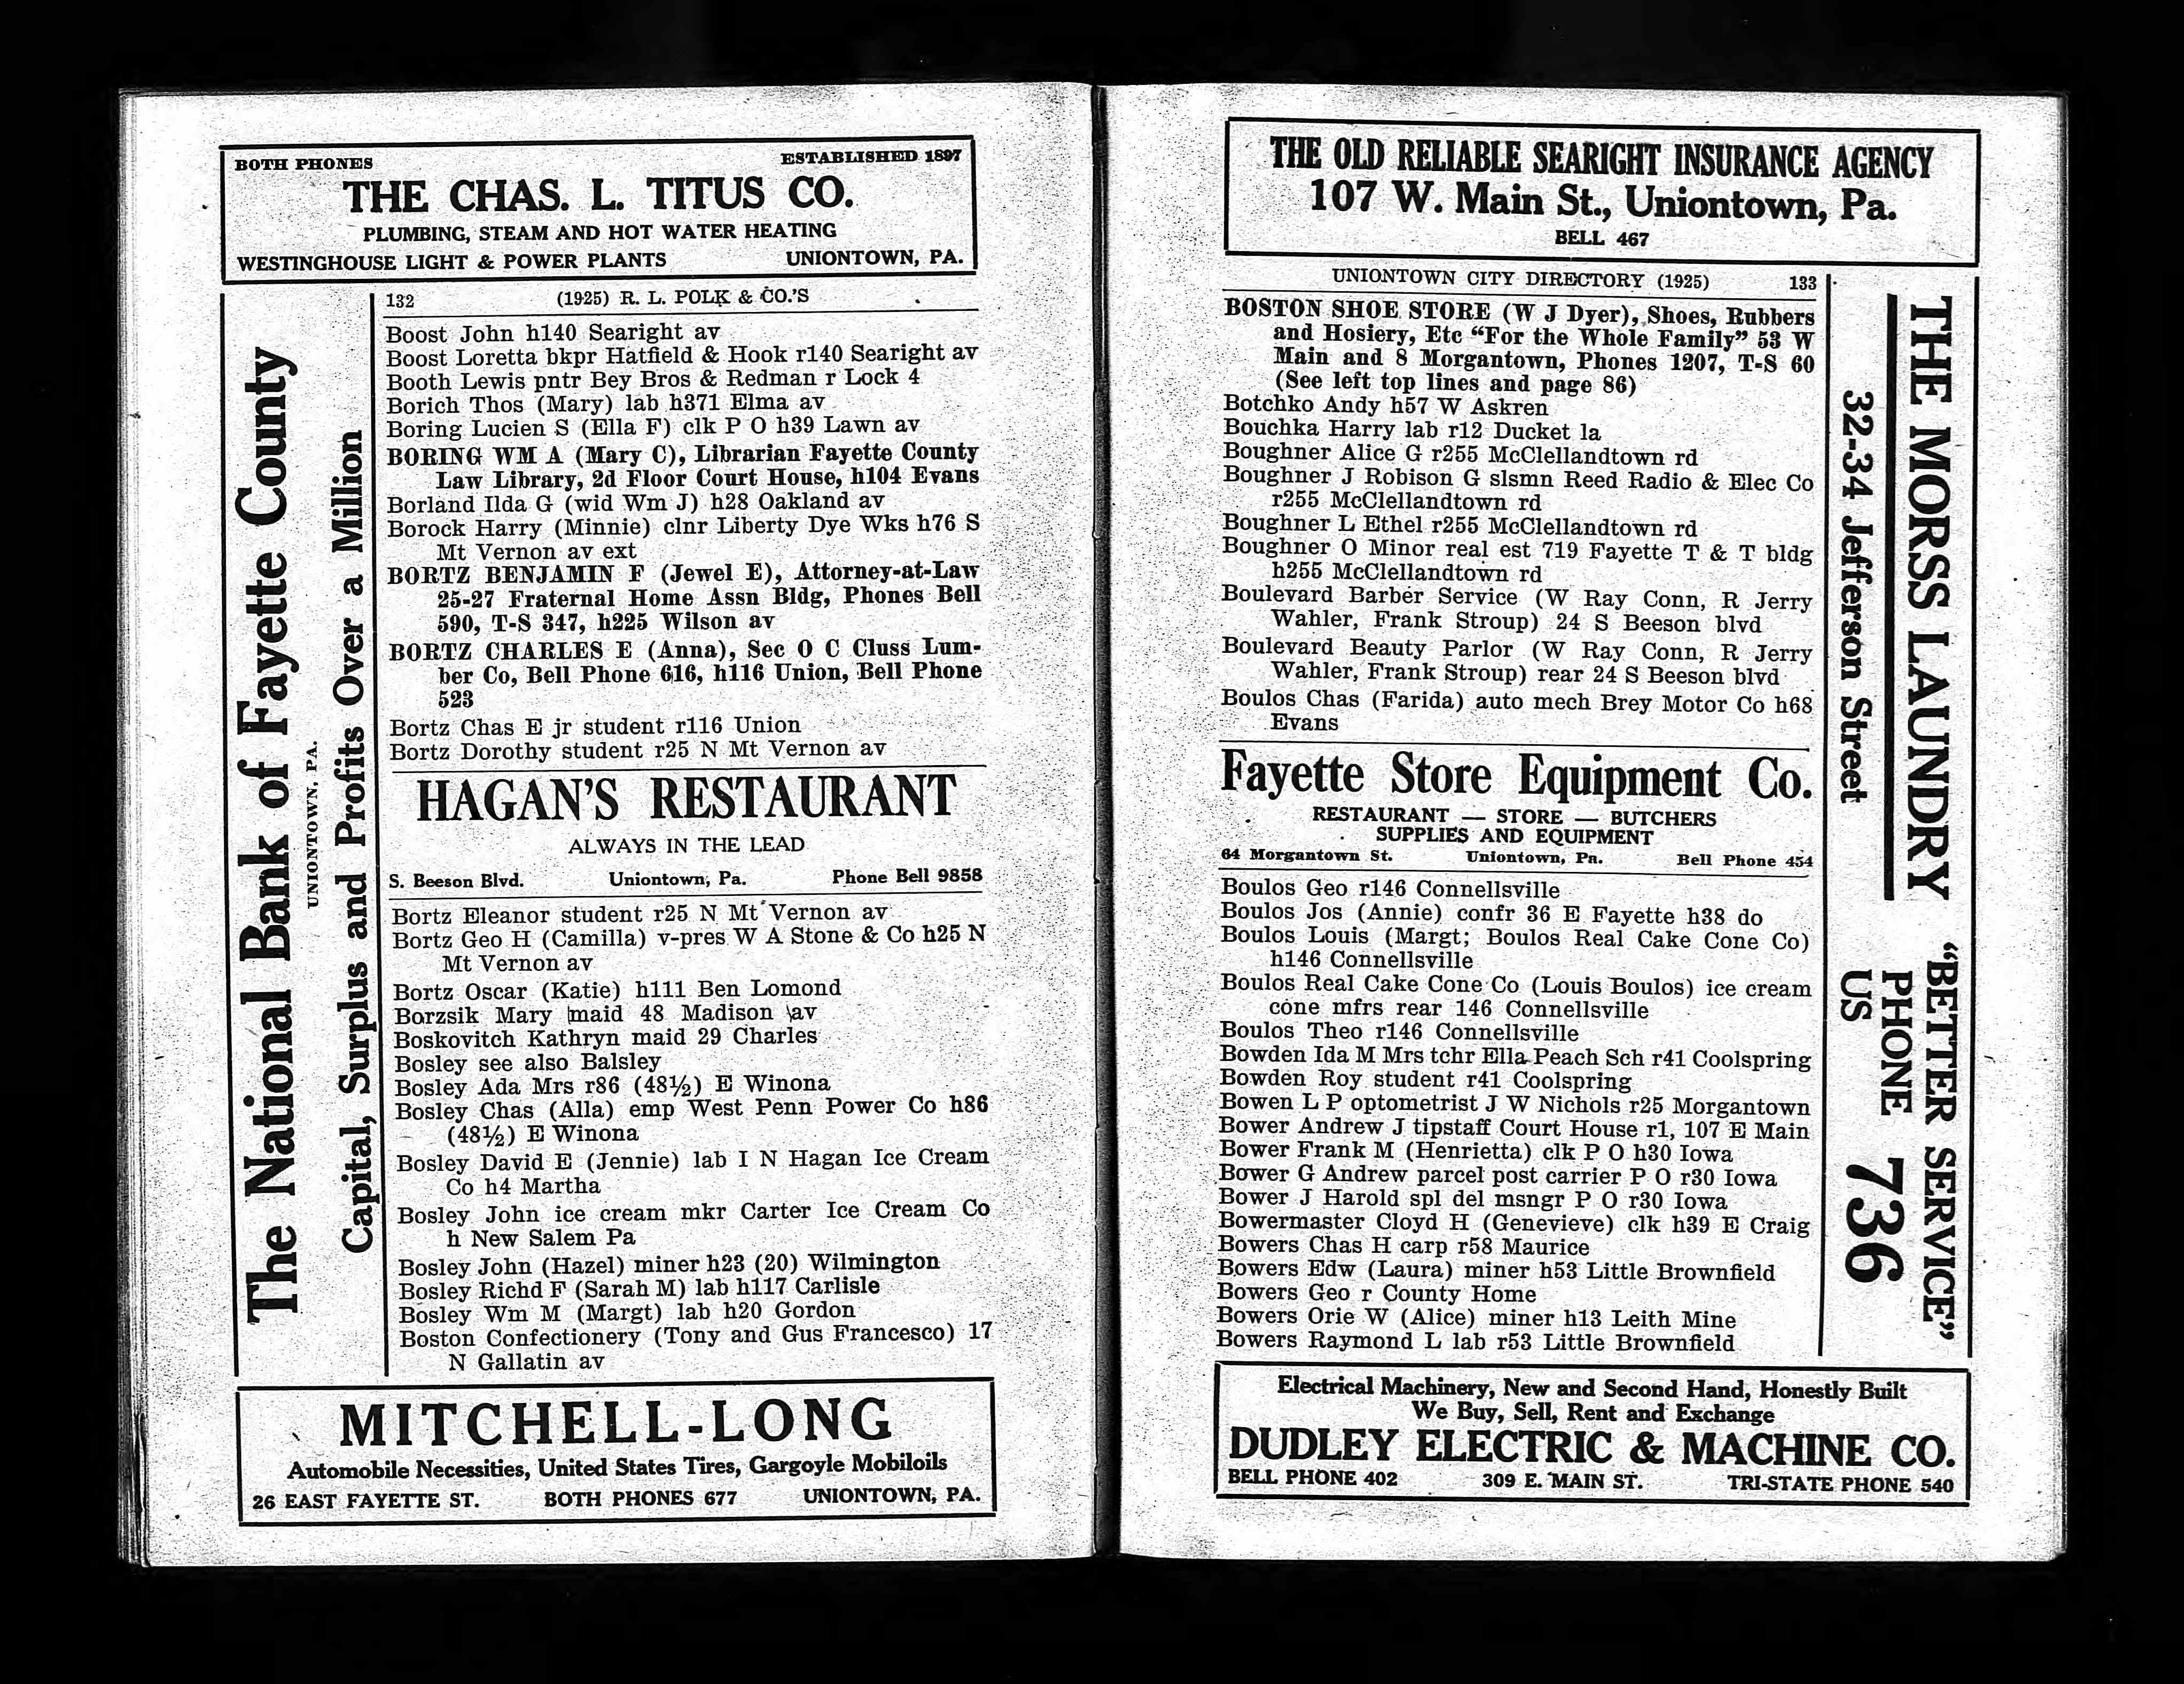 BOTH PHONES ESTABLISHED 1897
THE CHAS. L. TITUS CO.
PLUMBING, STEAM AND HOT WATER HEATING
WESTINGHOUSE LIGHT & POWER PLANTS UNIONTOWN, PA.
The National Bank of Fayette County
UNIONTOWN, PA.
Capital, Surplus and Profits Over a Million
132 (1925) R. L. POLK & CO.'S
Boost John h140 Searight av
Boost Loretta bkpr Hatfield & Hook r140 Searight av
Booth Lewis pntr Bey Bros & Redman r Lock 4
Borich Thos (Mary) lab h371 Elma av
Boring Lucien S (Ella F) clk P O h39 Lawn av
BORING WM A (Mary C), Librarian Fayette County
Law Library, 2d Floor Court House, h104 Evans
Borland Ilda G (wid Wm J) h28 Oakland av
Borock Harry (Minnie) clnr Liberty Dye Wks h76 S
Mt Vernon av ext
BORTZ BENJAMIN F (Jewel E), Attorney-at-Law
25-27 Fraternal Home Assn Bldg, Phones Bell
590, T-S 347, h225 Wilson av
BORTZ CHARLES E (Anna), Sec O C Cluss Lum-
ber Co, Bell Phone 616, h116 Union, Bell Phone
523
Bortz Chas E jr student r116 Union
Bortz Dorothy student r25 N Mt Vernon av
HAGAN'S RESTAURANT
ALWAYS IN THE LEAD
S. Beeson Blvd. Uniontown, Pa. Phone Bell 9858
Bortz Eleanor student r25 N Mt Vernon av
Bortz Geo H (Camilla) v-pres W A Stone & Co h25 N
Mt Vernon av
Bortz Oscar (Katie) h111 Ben Lomond
Borzsik Mary maid 48 Madison av
Boskovitch Kathryn maid 29 Charles
Bosley see also Balsley
Bosley Ada Mrs r86 (48½) E Winona
Bosley Chas (Alla) emp West Penn Power Co h86
(48½) E Winona
Bosley David E (Jennie) lab I N Hagan Ice Cream
Co h4 Martha
Bosley John ice cream mkr Carter Ice Cream Co
h New Salem Pa
Bosley John (Hazel) miner h23 (20) Wilmington
Bosley Richd F (Sarah M) lab h117 Carlisle
Bosley Wm M (Margt) lab h20 Gordon
Boston Confectionery (Tony and Gus Francesco) 17
N Gallatin av
MITCHELL-LONG
Automobile Necessities, United States Tires, Gargoyle Mobiloils
26 EAST FAYETTE ST. BOTH PHONES 677 UNIONTOWN, PA.
THE OLD RELIABLE SEARIGHT INSURANCE AGENCY
107 W. Main St., Uniontown, Pa.
BELL 467
UNIONTOWN CITY DIRECTORY (1925) 133
BOSTON SHOE STORE (W J Dyer), Shoes, Rubbers
and Hosiery, Etc "For the Whole Family" 53 W
Main and 8 Morgantown, Phones 1207, T-S 60
(See left top lines and page 86)
Botchko Andy h57 W Askren
Bouchka Harry lab r12 Ducket la
Boughner Alice G r255 McClellandtown rd
Boughner J Robison G slsmn Reed Radio & Elec Co
r255 McClellandtown rd
Boughner L Ethel r255 McClellandtown rd
Boughner O Minor real est 719 Fayette T & T bldg
h255 McClellandtown rd
Boulevard Barber Service (W Ray Conn, R Jerry
Wahler, Frank Stroup) 24 S Beeson blvd
Boulevard Beauty Parlor (W Ray Conn, R Jerry
Wahler, Frank Stroup) rear 24 S Beeson blvd
Boulos Chas (Farida) auto mech Brey Motor Co h68
Evans
Fayette Store Equipment Co.
RESTAURANT — STORE — BUTCHERS
SUPPLIES AND EQUIPMENT
64 Morgantown St. Uniontown, Pa. Bell Phone 454
Boulos Geo r146 Connellsville
Boulos Jos (Annie) confr 36 E Fayette h38 do
Boulos Louis (Margt; Boulos Real Cake Cone Co)
h146 Connellsville
Boulos Real Cake Cone Co (Louis Boulos) ice cream
cone mfrs rear 146 Connellsville
Boulos Theo r146 Connellsville
Bowden Ida M Mrs tchr Ella Peach Sch r41 Coolspring
Bowden Roy student r41 Coolspring
Bowen L P optometrist J W Nichols r25 Morgantown
Bower Andrew J tipstaff Court House r1, 107 E Main
Bower Frank M (Henrietta) clk P O h30 Iowa
Bower G Andrew parcel post carrier P O r30 Iowa
Bower J Harold spl del msngr P O r30 Iowa
Bowermaster Cloyd H (Genevieve) clk h39 E Craig
Bowers Chas H carp r58 Maurice
Bowers Edw (Laura) miner h53 Little Brownfield
Bowers Geo r County Home
Bowers Orie W (Alice) miner h13 Leith Mine
Bowers Raymond L lab r53 Little Brownfield
THE MORSS LAUNDRY
32-34 Jefferson Street
"BETTER SERVICE"
PHONE 736
US
Electrical Machinery, New and Second Hand, Honestly Built
We Buy, Sell, Rent and Exchange
DUDLEY ELECTRIC & MACHINE CO.
BELL PHONE 402 309 E. MAIN ST. TRI-STATE PHONE 540